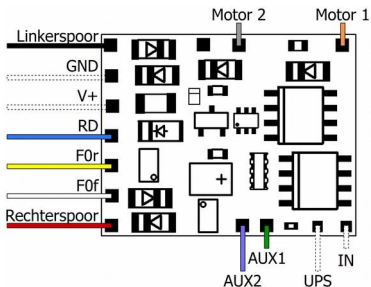 Motor 2
Motor 1
Linkerspoor
GND
V+
RD
F0r
F0f
Rechterspoor
+
AUX1
IN
AUX2
UPS